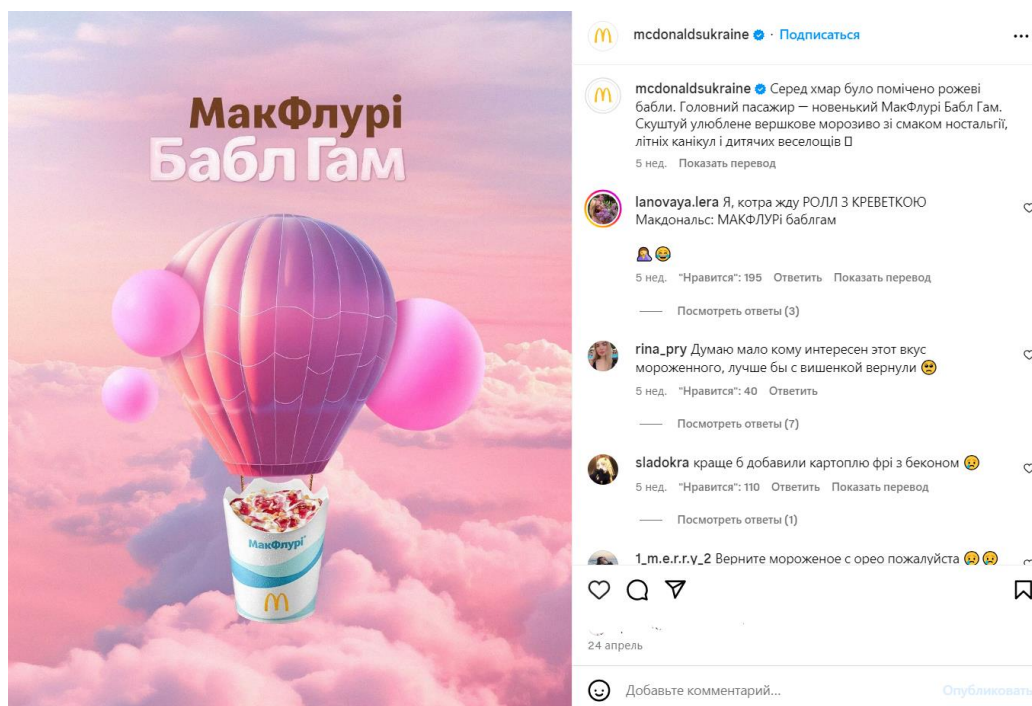 МакФлурі
Бабл Гам
МакФлурі
mcdonaldsukraine · Подписаться
mcdonaldsukraine Серед хмар було помічено рожеві
бабли. Головний пасажир — новенький МакФлурі Бабл Гам.
Скуштуй улюблене вершкове морозиво зі смаком ностальгії,
літніх канікул і дитячих веселощів
5 нед. Показать перевод
lanovaya.lera Я, котра жду РОЛЛ З КРЕВЕТКОЮ
Макдональс: МАКФЛУРі баблгам
🤦‍♀️😂
5 нед. "Нравится": 195 Ответить Показать перевод
Посмотреть ответы (3)
rina_pry Думаю мало кому интересен этот вкус
мороженного, лучше бы с вишенкой вернули 🥺
5 нед. "Нравится": 40 Ответить
Посмотреть ответы (7)
sladokra краще б добавили картоплю фрі з беконом 😢
5 нед. "Нравится": 110 Ответить Показать перевод
Посмотреть ответы (1)
1_m.e.r.r.y_2 Верните мороженое с орео пожалуйста 😢😢
24 апрель
Добавьте комментарий...
Опубликовать